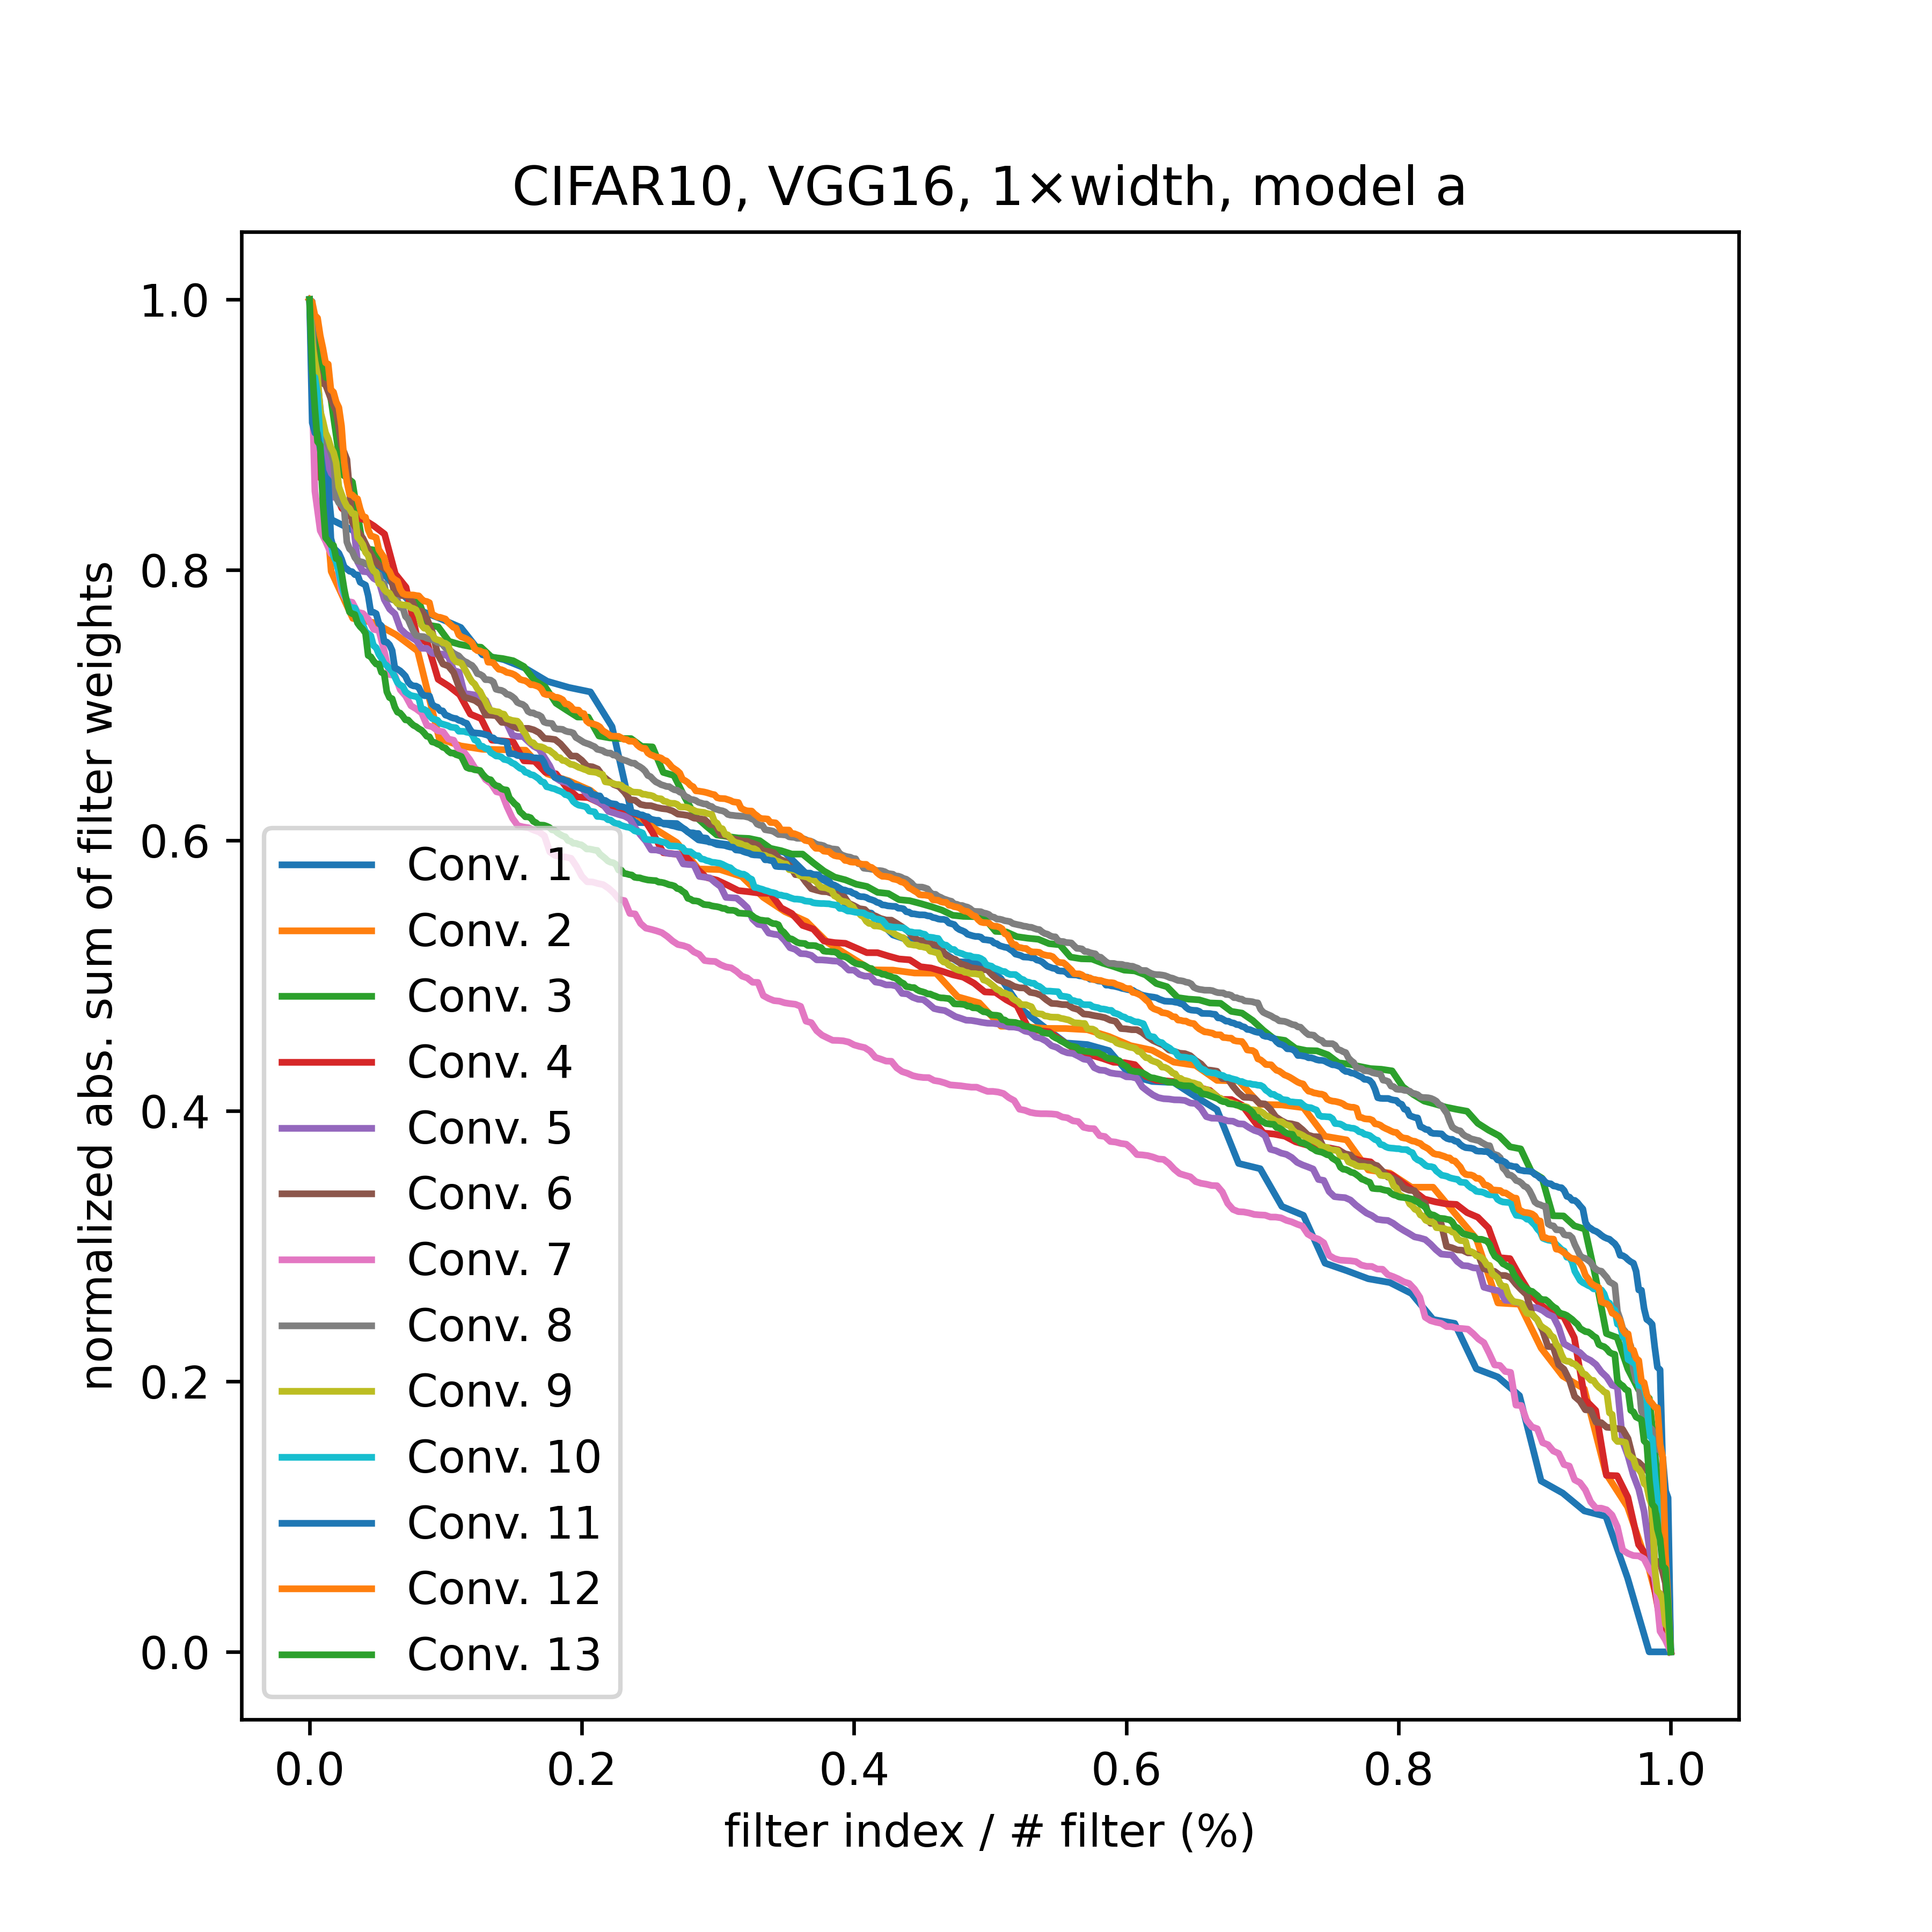 CIFAR10, VGG16, 1×width, model a
normalized abs. sum of filter weights
1.0
0.8
0.6
0.4
0.2
0.0
Conv. 1
Conv. 2
Conv. 3
Conv. 4
Conv. 5
Conv. 6
Conv. 7
Conv. 8
Conv. 9
Conv. 10
Conv. 11
Conv. 12
Conv. 13
0.0 0.2 0.4 0.6 0.8 1.0
filter index / # filter (%)